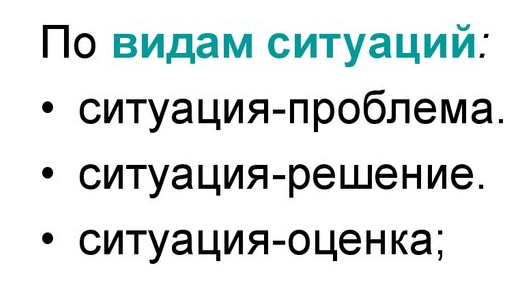 По видам ситуаций:
• ситуация-проблема.
• ситуация-решение.
• ситуация-оценка;